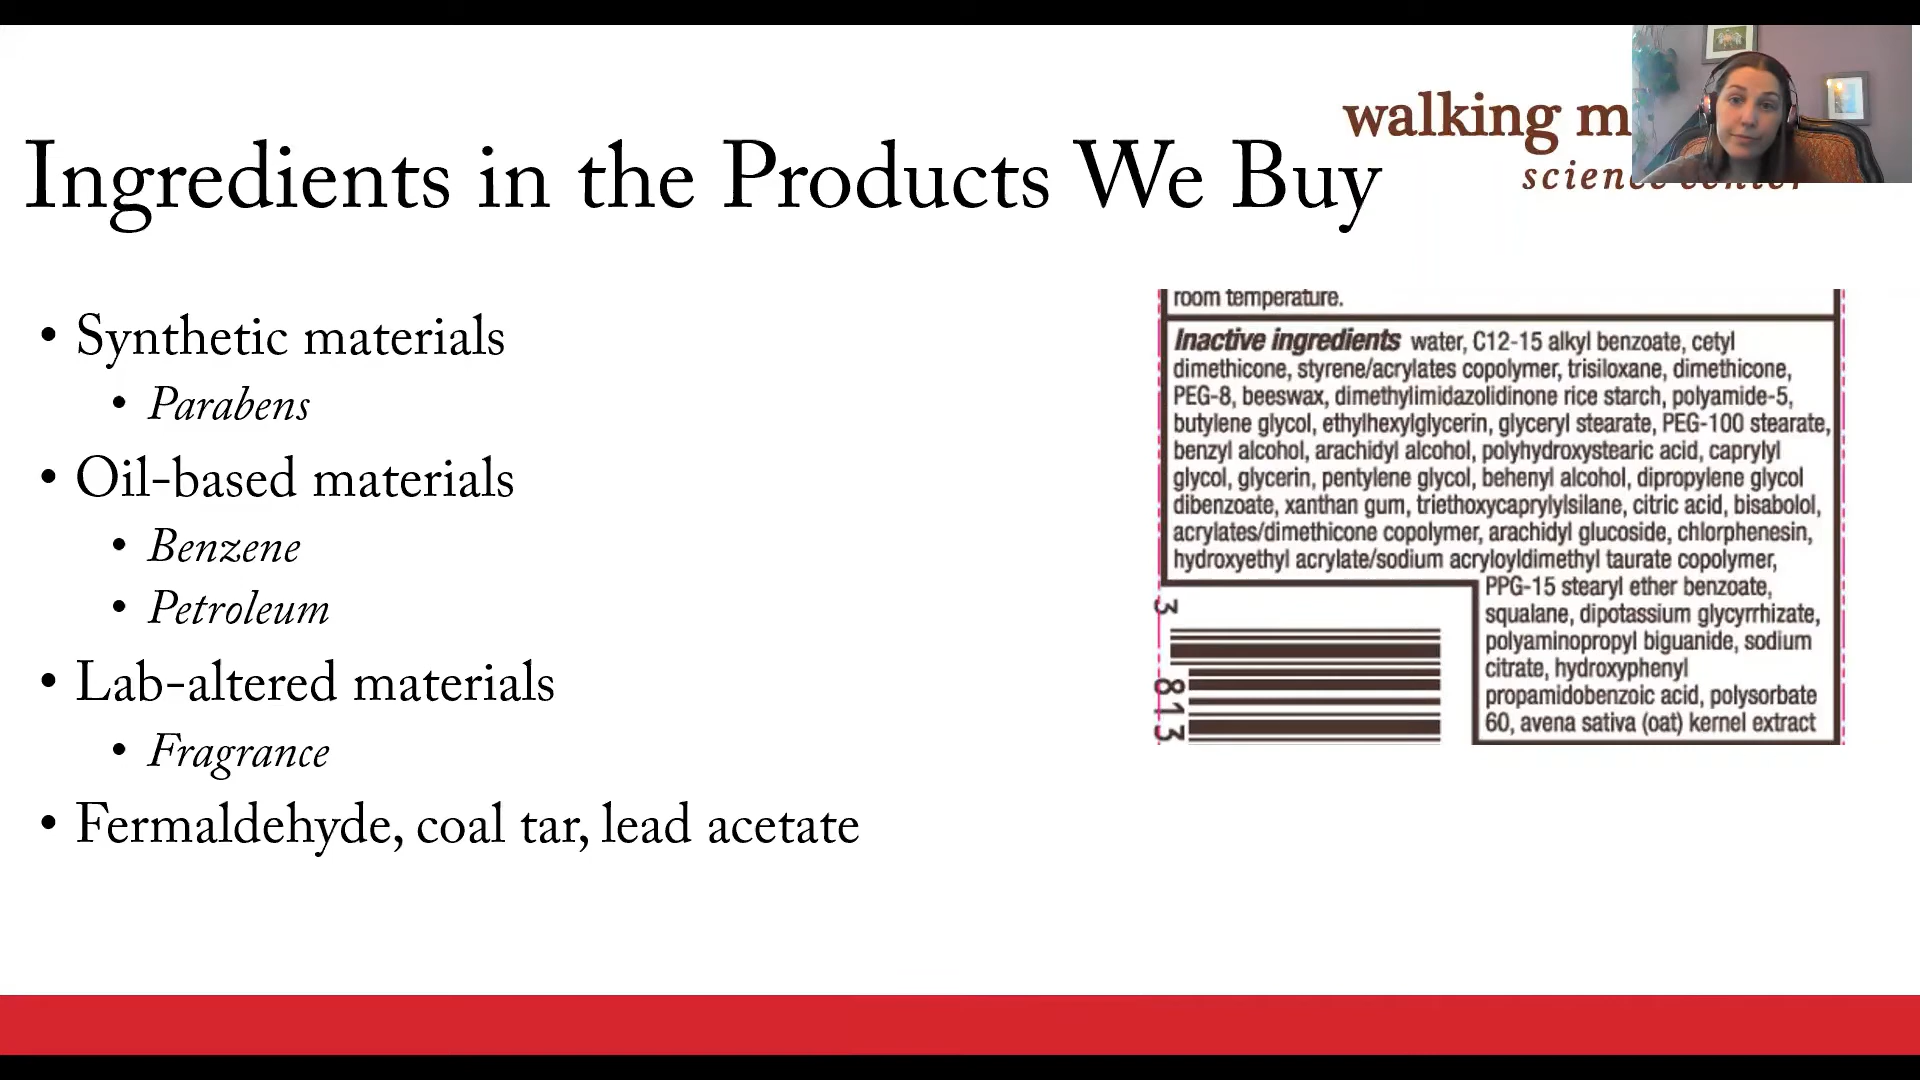 walking m
science center
Ingredients in the Products We Buy
• Synthetic materials
• Parabens
• Oil-based materials
• Benzene
• Petroleum
• Lab-altered materials
• Fragrance
• Fermaldehyde, coal tar, lead acetate
room temperature.
Inactive ingredients water, C12-15 alkyl benzoate, cetyl
dimethicone, styrene/acrylates copolymer, trisiloxane, dimethicone,
PEG-8, beeswax, dimethylimidazolidinone rice starch, polyamide-5,
butylene glycol, ethylhexylglycerin, glyceryl stearate, PEG-100 stearate,
benzyl alcohol, arachidyl alcohol, polyhydroxystearic acid, caprylyl
glycol, glycerin, pentylene glycol, behenyl alcohol, dipropylene glycol
dibenzoate, xanthan gum, triethoxycaprylylsilane, citric acid, bisabolol,
acrylates/dimethicone copolymer, arachidyl glucoside, chlorphenesin,
hydroxyethyl acrylate/sodium acryloyldimethyl taurate copolymer,
PPG-15 stearyl ether benzoate,
squalane, dipotassium glycyrrhizate,
polyaminopropyl biguanide, sodium
citrate, hydroxyphenyl
propamidobenzoic acid, polysorbate
60, avena sativa (oat) kernel extract
3 813